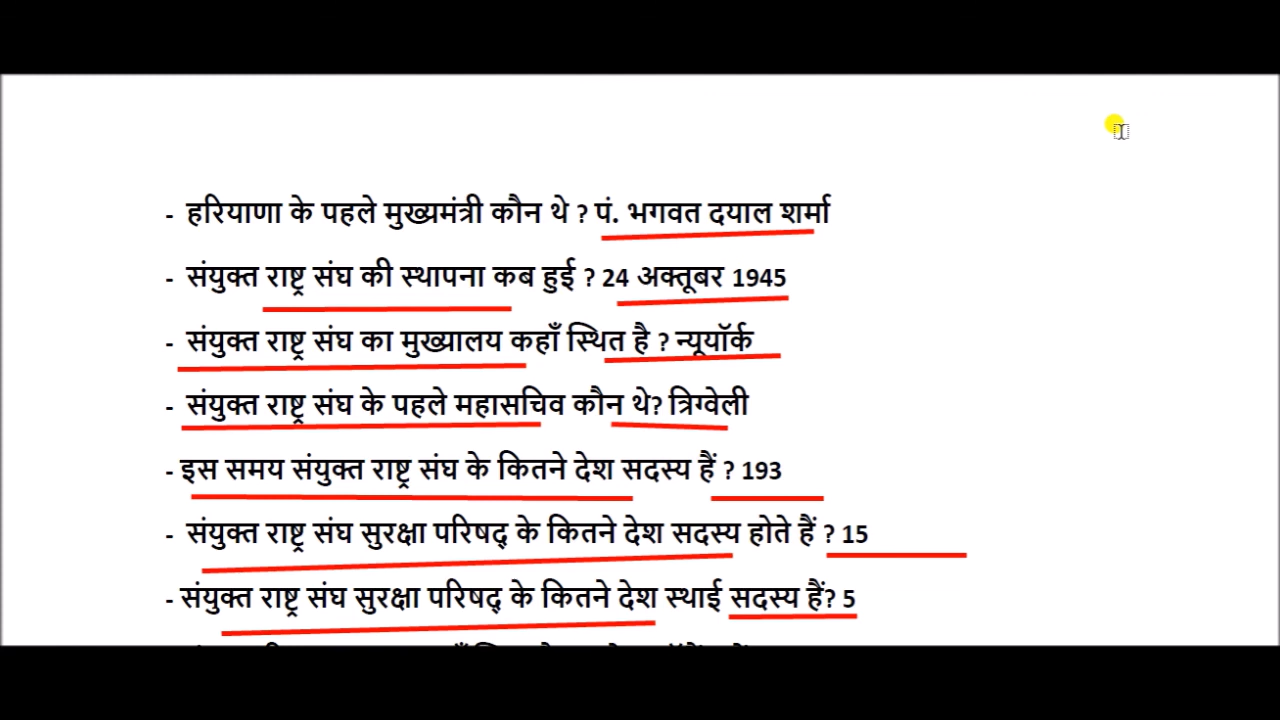 - हरियाणा के पहले मुख्यमंत्री कौन थे ? पं. भगवत दयाल शर्मा
- संयुक्त राष्ट्र संघ की स्थापना कब हुई ? 24 अक्तूबर 1945
- संयुक्त राष्ट्र संघ का मुख्यालय कहाँ स्थित है ? न्यूयॉर्क
- संयुक्त राष्ट्र संघ के पहले महासचिव कौन थे? त्रिग्वेली
- इस समय संयुक्त राष्ट्र संघ के कितने देश सदस्य हैं ? 193
- संयुक्त राष्ट्र संघ सुरक्षा परिषद् के कितने देश सदस्य होते हैं ? 15
- संयुक्त राष्ट्र संघ सुरक्षा परिषद् के कितने देश स्थाई सदस्य हैं? 5